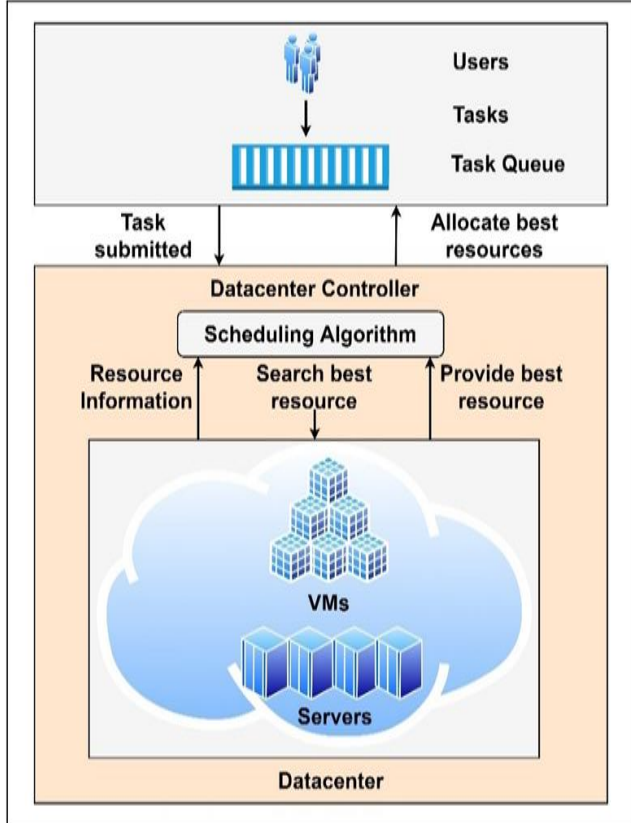 Users
Tasks
Task Queue
Task
submitted
Allocate best
resources
Datacenter Controller
Scheduling Algorithm
Resource
Information
Search best
resource
Provide best
resource
VMs
Servers
Datacenter